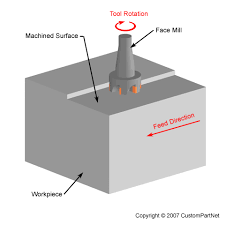 Tool Rotation
Machined Surface
Face Mill
Feed Direction
Workpiece
Copyright © 2007 CustomPartNet